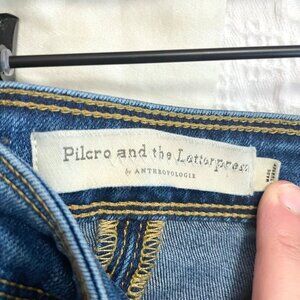 Pilcro and the Letterpress
by ANTHROPOLOGIE